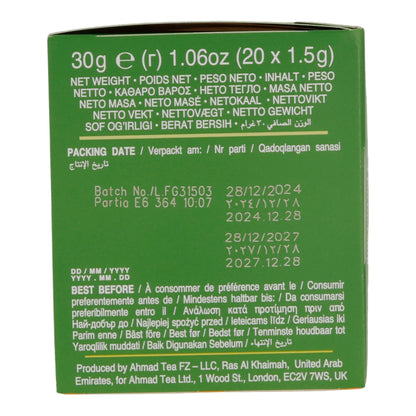 30g ℮ (r) 1.06oz (20 x 1.5g)
NET WEIGHT • POIDS NET • PESO NETO • INHALT • PESO
NETTO • ΚΑΘΑΡΟ ΒΑΡΟΣ • НЕТО ТЕГЛО • MASA NETTO
NETO MASA • NETO MASĖ • NETOKAAL • NETTOVIKT
NETTO VEKT • NETTOVÆGT • NETTO GEWICHT
SOF OG'IRLIGI • BERAT BERSIH • الوزن الصافي ٣٠ غرام
PACKING DATE / Verpackt am: / Nr parti / Qadoqlangan sanasi
تاريخ الإنتاج/
Batch No./L.FG31503 28/12/2024
Partia E6 364 10:07 ٢٠٢٤/١٢/٢٨
2024.12.28
28/12/2027
٢٠٢٧/١٢/٢٨
2027.12.28
DD / MM / YYYY
YYYY . MM . DD
BEST BEFORE / À consommer de préférence avant le / Consumir
preferentemente antes de / Mindestens haltbar bis: / Da consumarsi
preferibilmente entro il / Ανάλωση κατά προτίμηση πριν από
Най-добър до / Najlepiej spożyć przed / Ieteicams līdz / Geriausias iki
Parim enne / Bäst före / Best før / Bedst før / Tenminste houdbaar tot
Yaroqlilik muddati / Baik Digunakan Sebelum / تاريخ الإنتهاء/
Produced by Ahmad Tea FZ – LLC, Ras Al Khaimah, United Arab
Emirates, for Ahmad Tea Ltd., 1 Wood St., London, EC2V 7WS, UK